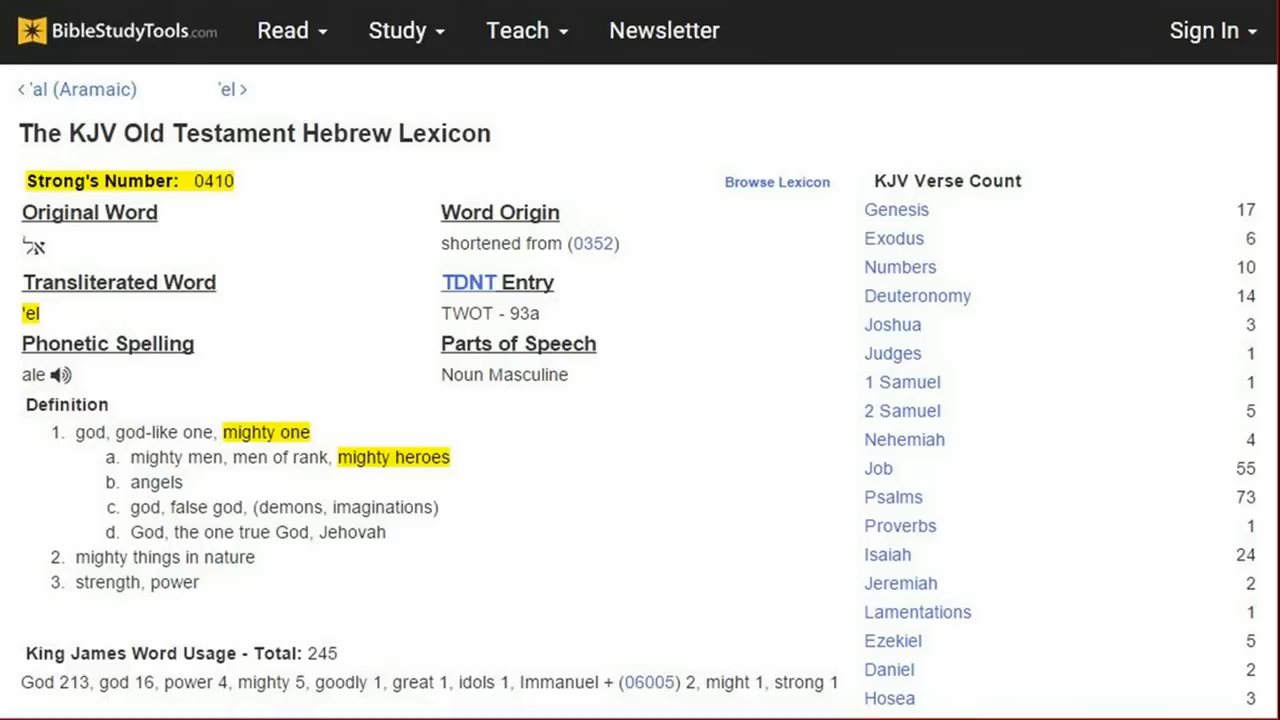 BIBLESTUDYTOOLS.com Read Study Teach Newsletter Sign In
< 'al (Aramaic) 'el >
The KJV Old Testament Hebrew Lexicon
Strong's Number: 0410
Browse Lexicon
Original Word
Word Origin
אל
shortened from (0352)
Transliterated Word
TDNT Entry
'el
TWOT - 93a
Phonetic Spelling
Parts of Speech
ale
Noun Masculine
Definition
1. god, god-like one, mighty one
a. mighty men, men of rank, mighty heroes
b. angels
c. god, false god, (demons, imaginations)
d. God, the one true God, Jehovah
2. mighty things in nature
3. strength, power
King James Word Usage - Total: 245
God 213, god 16, power 4, mighty 5, goodly 1, great 1, idols 1, Immanuel + (06005) 2, might 1, strong 1
KJV Verse Count
Genesis 17
Exodus 6
Numbers 10
Deuteronomy 14
Joshua 3
Judges 1
1 Samuel 1
2 Samuel 5
Nehemiah 4
Job 55
Psalms 73
Proverbs 1
Isaiah 24
Jeremiah 2
Lamentations 1
Ezekiel 5
Daniel 2
Hosea 3